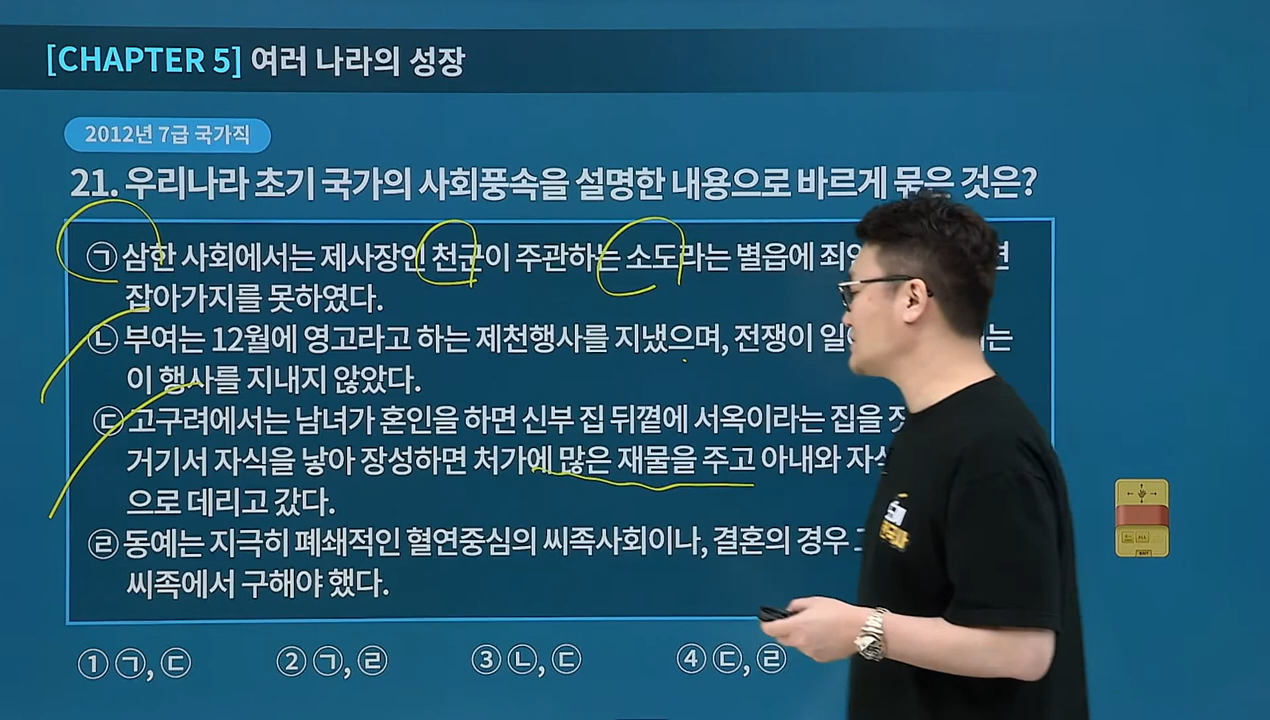 [CHAPTER 5] 여러 나라의 성장
2012년 7급 국가직
21. 우리나라 초기 국가의 사회풍속을 설명한 내용으로 바르게 묶은 것은?
㉠ 삼한 사회에서는 제사장인 천군이 주관하는 소도라는 별읍에
잡아가지를 못하였다.
㉡ 부여는 12월에 영고라고 하는 제천행사를 지냈으며, 전쟁이
이 행사를 지내지 않았다.
㉢ 고구려에서는 남녀가 혼인을 하면 신부 집 뒤꼍에 서옥이라는 집을
거기서 자식을 낳아 장성하면 처가에 많은 재물을 주고 아내와
으로 데리고 갔다.
㉣ 동예는 지극히 폐쇄적인 혈연중심의 씨족사회이나, 결혼의 경우
씨족에서 구해야 했다.
① ㉠, ㉢ ② ㉠, ㉣ ③ ㉡, ㉢ ④ ㉢, ㉣